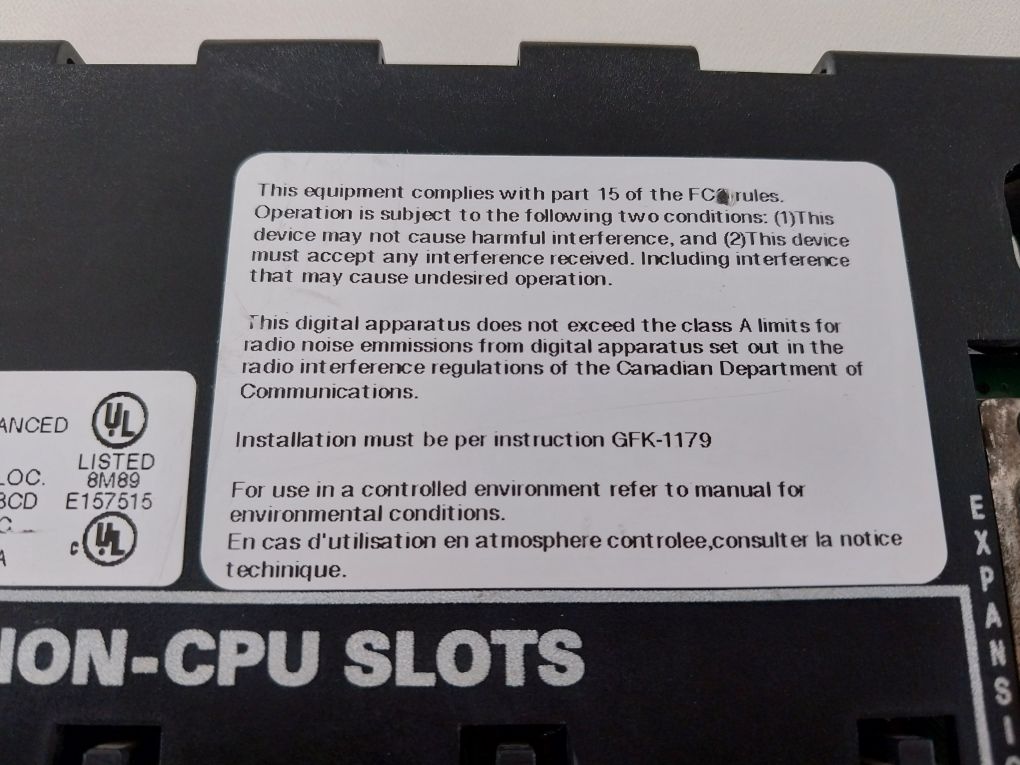 This equipment complies with part 15 of the FC rules.
Operation is subject to the following two conditions: (1)This
device may not cause harmful interference, and (2)This device
must accept any interference received. Including interference
that may cause undesired operation.
This digital apparatus does not exceed the class A limits for
radio noise emmissions from digital apparatus set out in the
radio interference regulations of the Canadian Department of
Communications.
Installation must be per instruction GFK-1179
For use in a controlled environment refer to manual for
environmental conditions.
En cas d'utilisation en atmosphere controlee,consulter la notice
techinique.
ANCED
UL
LISTED
LOC.
8M89
BCD E157515
C
c UL
A
ION-CPU SLOTS
EXPANSIO